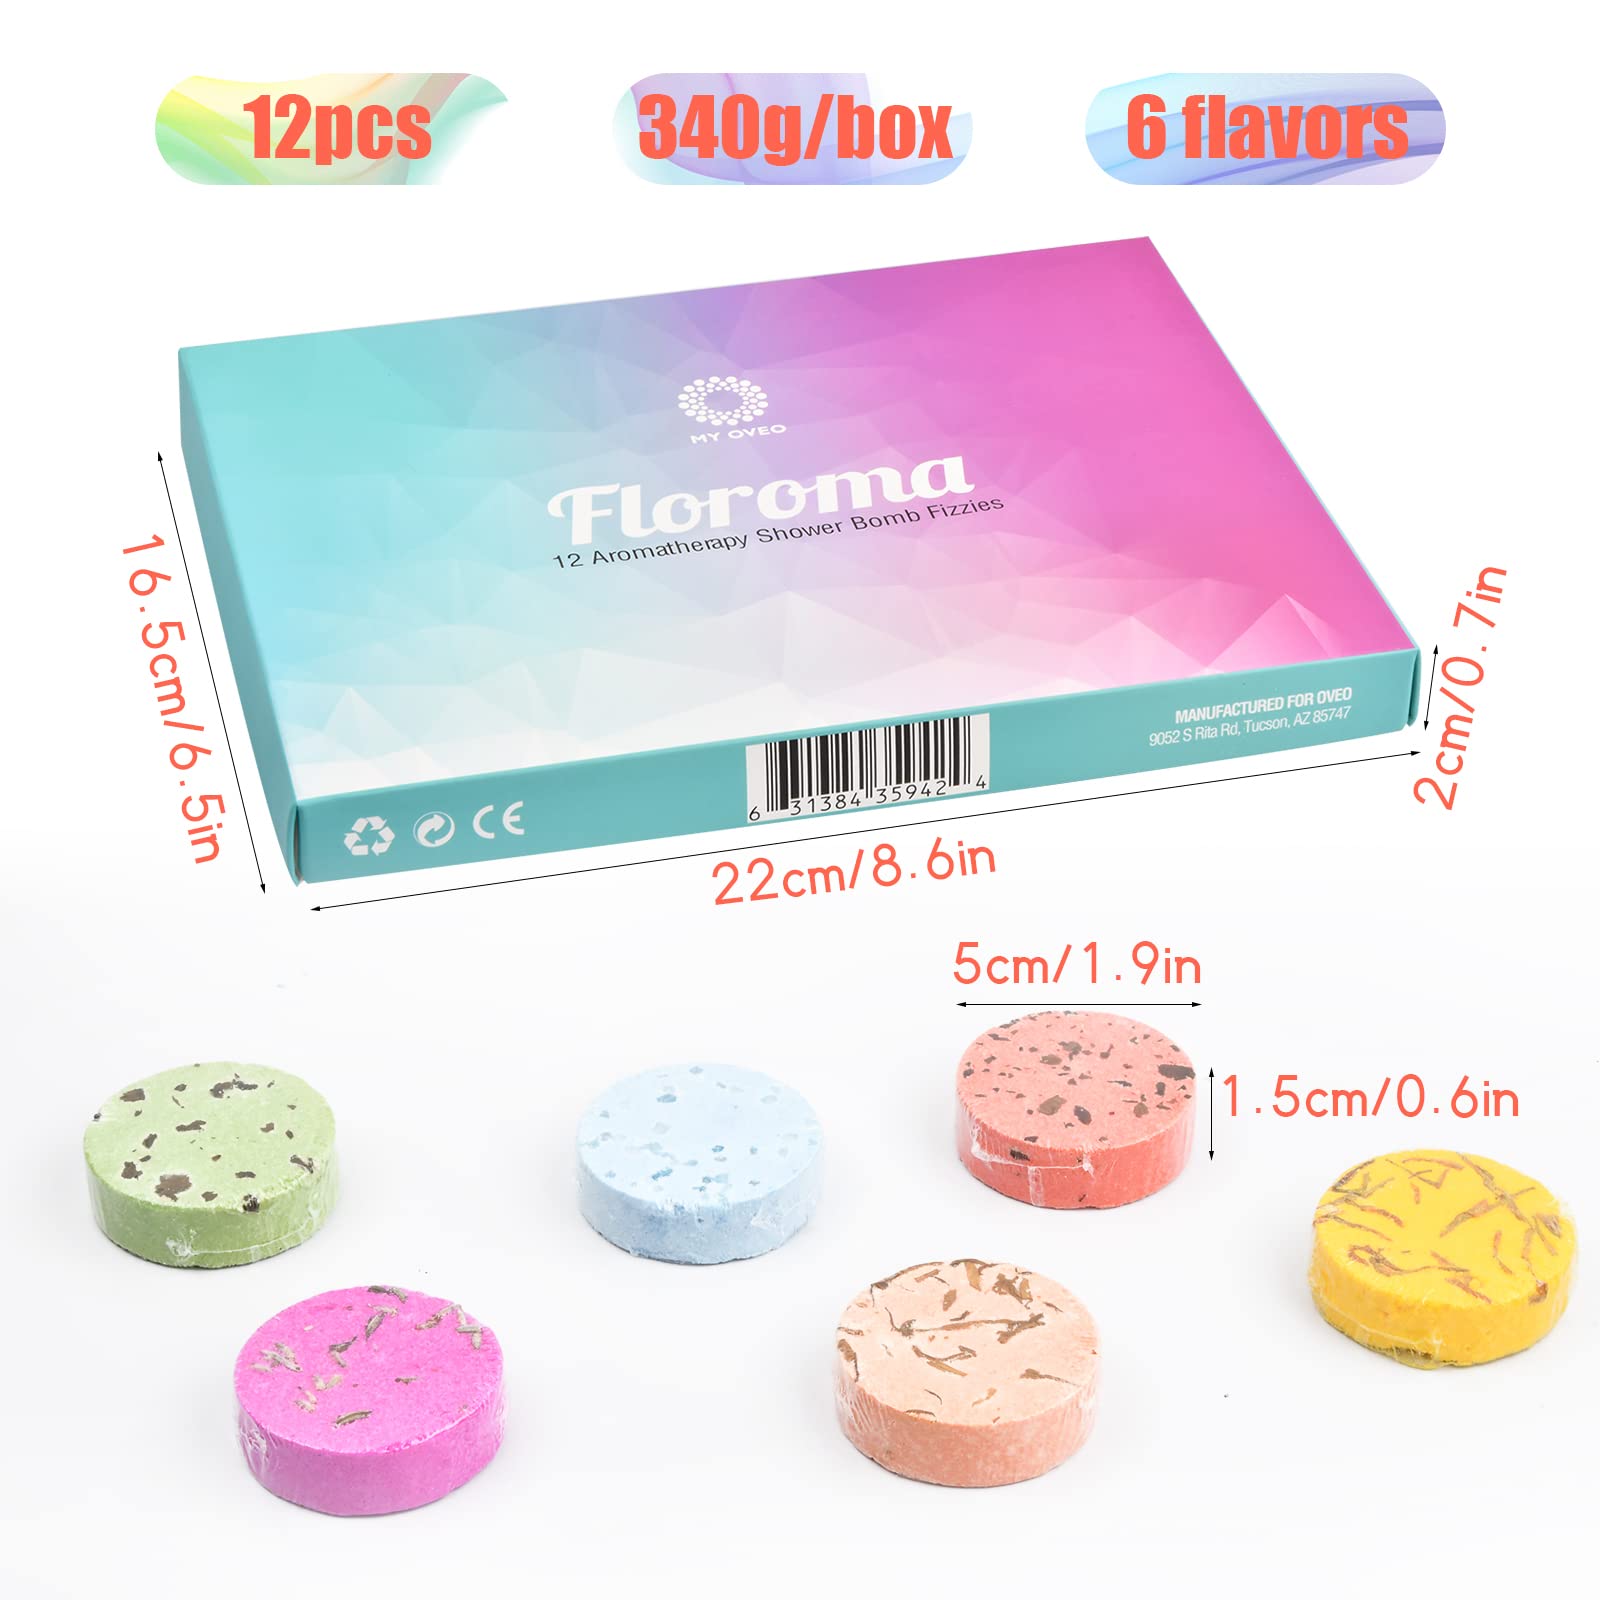 12pcs
340g/box
6 flavors
MY OVEO
Floroma
12 Aromatherapy Shower Bomb Fizzies
16.5cm/6.5in
2cm/0.7in
MANUFACTURED FOR OVEO
9052 S Rita Rd, Tucson, AZ 85747
6 31384 35942 4
CE
22cm/8.6in
5cm/1.9in
1.5cm/0.6in